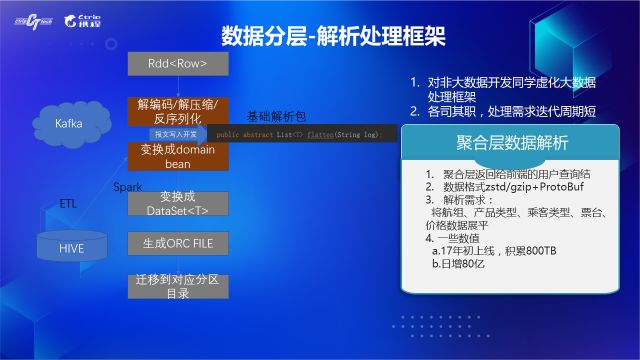 ctrip GT tech
Ctrip
携程
数据分层-解析处理框架
Rdd<Row>
1. 对非大数据开发同学虚化大数据
处理框架
2. 各司其职，处理需求迭代周期短
Kafka
解编码/解压缩/
反序列化
基础解析包
报文写入开发
public abstract List<T> flatten(String log);
变换成domain
bean
聚合层数据解析
1. 聚合层返回给前端的用户查询结
2. 数据格式zstd/gzip+ProtoBuf
3. 解析需求：
将航组、产品类型、乘客类型、票台、
价格数据展平
4. 一些数值
a.17年初上线，积累800TB
b.日增80亿
Spark
ETL
变换成
DataSet<T>
HIVE
生成ORC FILE
迁移到对应分区
目录